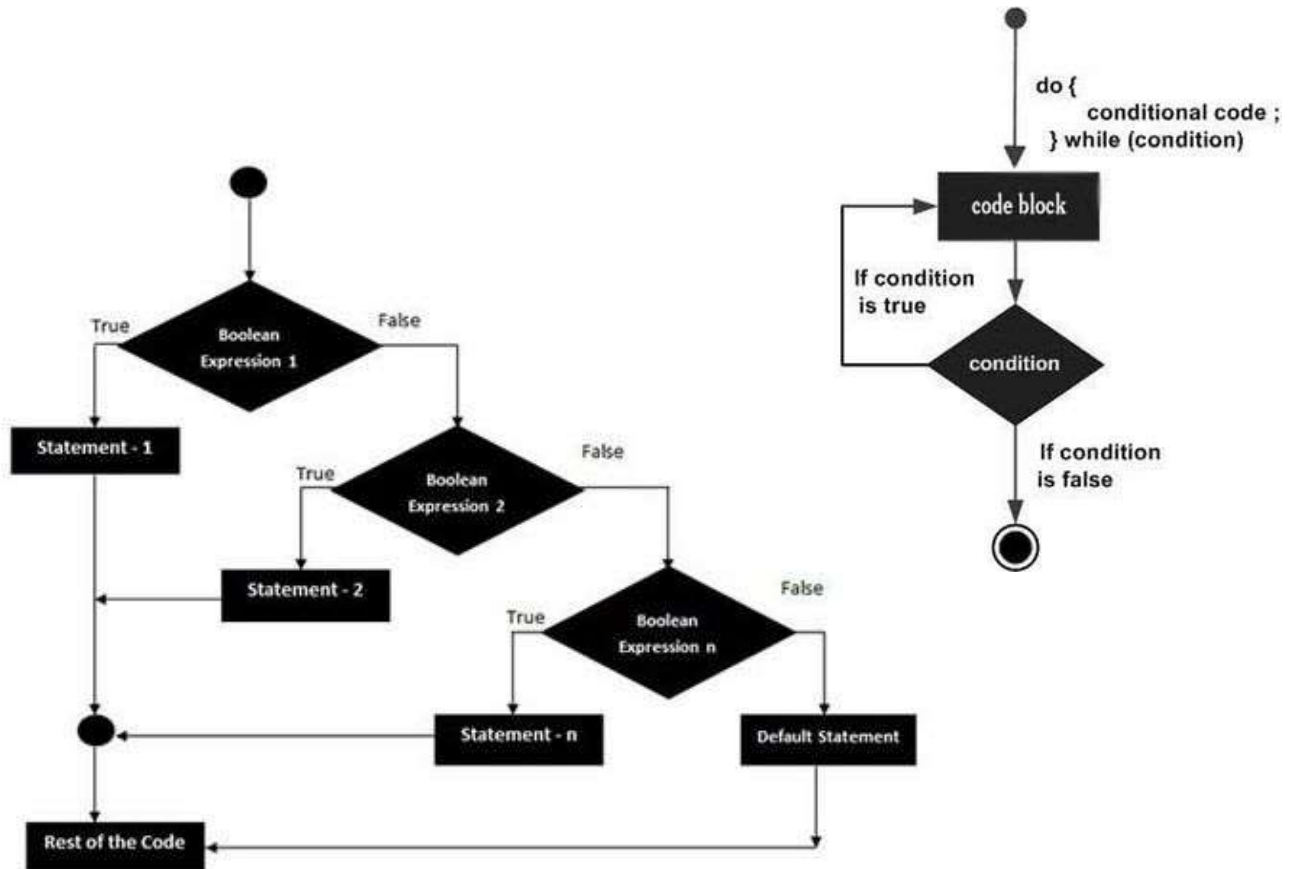 do {
conditional code ;
} while (condition)
code block
If condition
is true
condition
If condition
is false
True
Boolean
Expression 1
False
Statement - 1
True
Boolean
Expression 2
False
Statement - 2
True
Boolean
Expression n
False
Statement - n
Default Statement
Rest of the Code